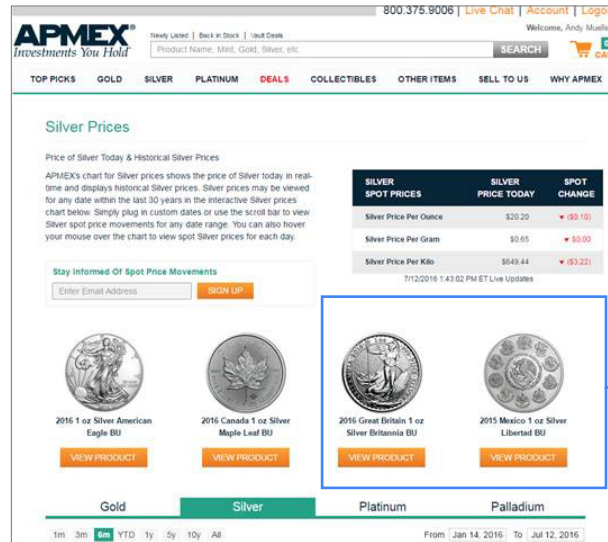 800.375.9006 | Live Chat | Account | Logo
Welcome, Andy Muelle
APMEX®
Investments You Hold®
Newly Listed | Back in Stock | Vault Deals
Product Name, Mint, Gold, Silver, etc.
SEARCH
TOP PICKS GOLD SILVER PLATINUM DEALS COLLECTIBLES OTHER ITEMS SELL TO US WHY APMEX
Silver Prices
Price of Silver Today & Historical Silver Prices
APMEX's chart for Silver prices shows the price of Silver today in real-
time and displays historical Silver prices. Silver prices may be viewed
for any date within the last 30 years in the interactive Silver prices
chart below. Simply plug in custom dates or use the scroll bar to view
Silver spot price movements for any date range. You can also hover
your mouse over the chart to view spot Silver prices for each day.
SILVER SPOT PRICES
SILVER PRICE TODAY
SPOT CHANGE
Silver Price Per Ounce $20.20 ▼ ($0.10)
Silver Price Per Gram $0.65 ▼ $0.00
Silver Price Per Kilo $649.44 ▼ ($3.22)
7/12/2016 1:43:02 PM ET Live Updates
Stay Informed Of Spot Price Movements
Enter Email Address
SIGN UP
2016 1 oz Silver American
Eagle BU
VIEW PRODUCT
2016 Canada 1 oz Silver
Maple Leaf BU
VIEW PRODUCT
2016 Great Britain 1 oz
Silver Britannia BU
VIEW PRODUCT
2015 Mexico 1 oz Silver
Libertad BU
VIEW PRODUCT
Gold Silver Platinum Palladium
1m 3m 6m YTD 1y 5y 10y All
From Jan 14, 2016 To Jul 12, 2016